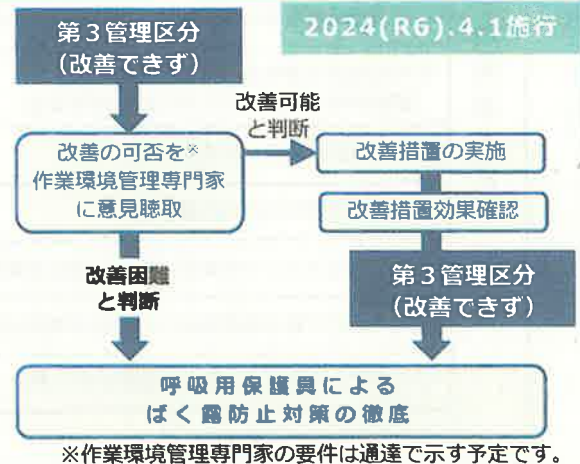 2024(R6).4.1施行
第3管理区分
(改善できず)
改善可能
と判断
改善の可否を※
作業環境管理専門家
に意見聴取
改善措置の実施
改善措置効果確認
改善困難
と判断
第3管理区分
(改善できず)
呼吸用保護具による
ばく露防止対策の徹底
※作業環境管理専門家の要件は通達で示す予定です。